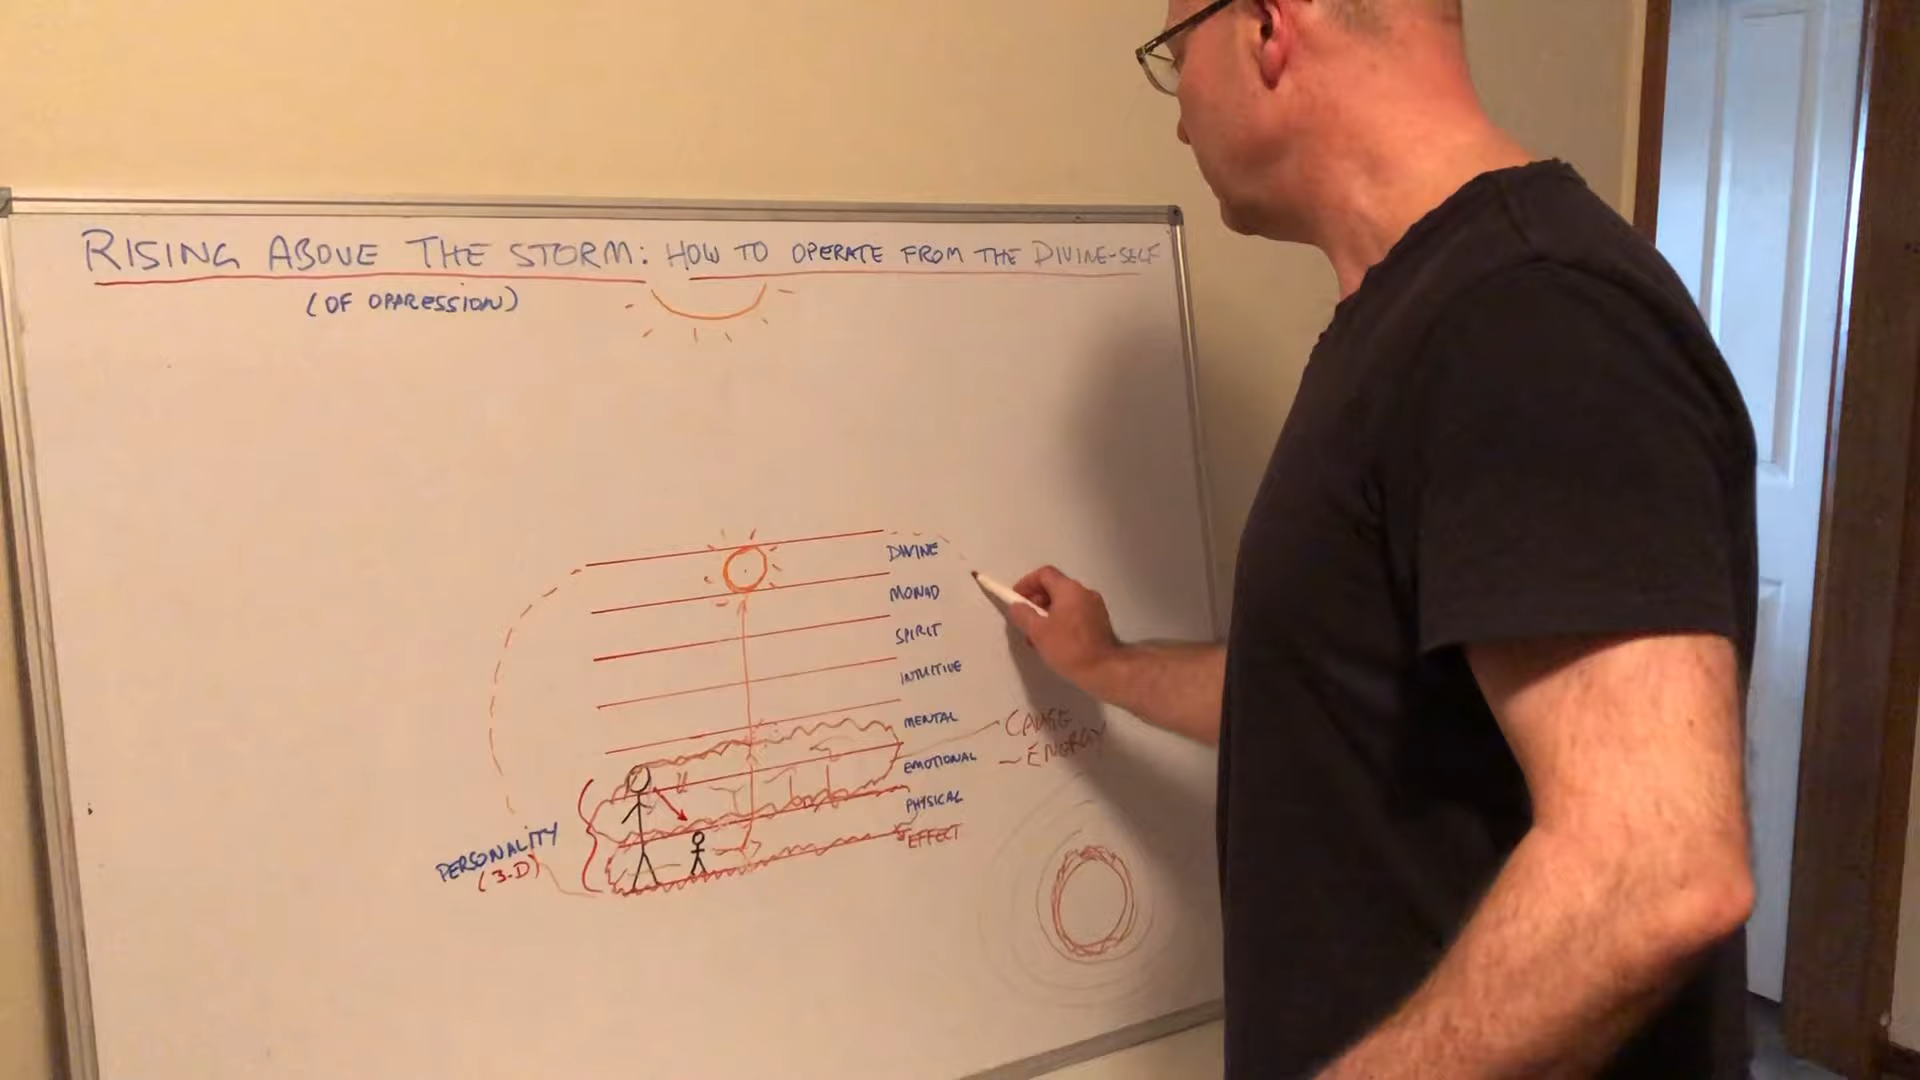 RISING ABOVE THE STORM: HOW TO OPERATE FROM THE DIVINE-SELF
(OF OPPRESSION)
DIVINE
MONAD
SPIRIT
INTUITIVE
MENTAL
CAUSE
EMOTIONAL
- ENERGY
PHYSICAL
EFFECT
PERSONALITY
(3-D)